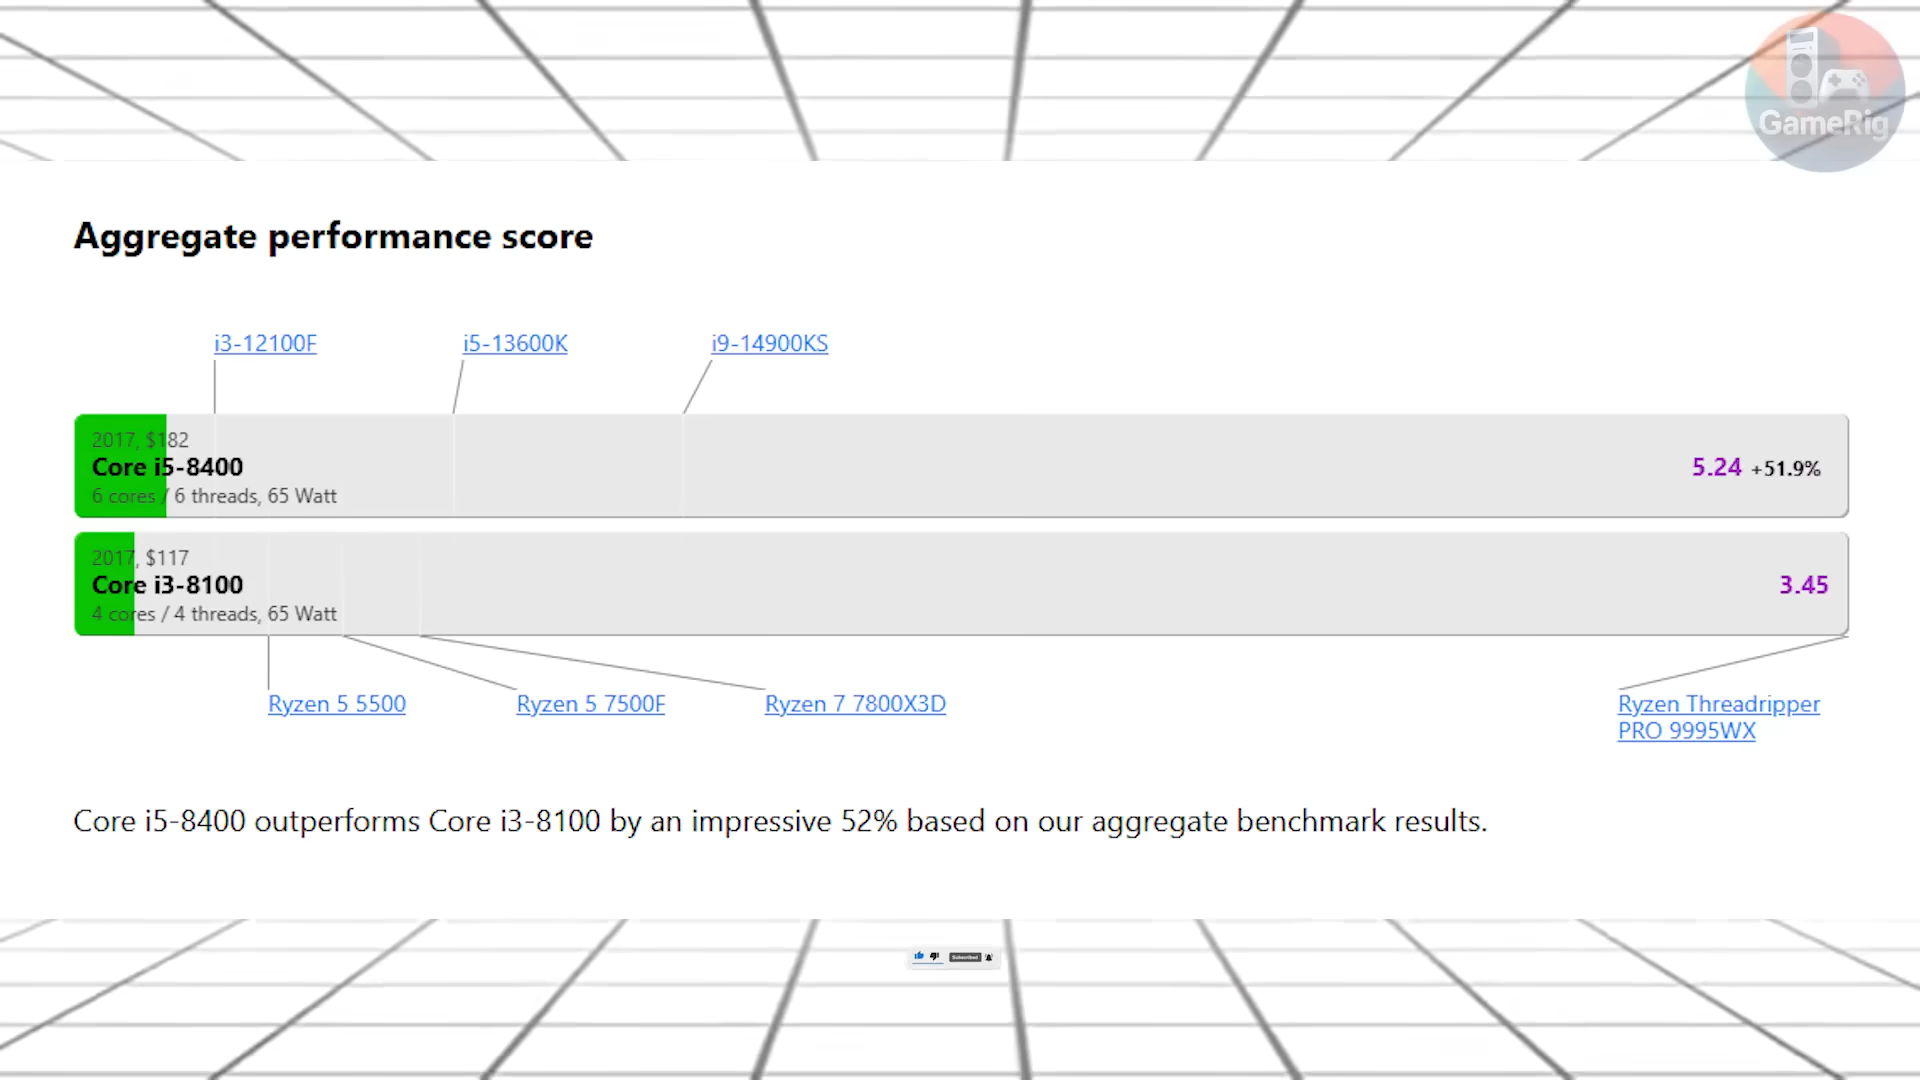 GameRig
Aggregate performance score
i3-12100F
i5-13600K
i9-14900KS
2017, $182
Core i5-8400
6 cores / 6 threads, 65 Watt
5.24 +51.9%
2017, $117
Core i3-8100
4 cores / 4 threads, 65 Watt
3.45
Ryzen 5 5500
Ryzen 5 7500F
Ryzen 7 7800X3D
Ryzen Threadripper
PRO 9995WX
Core i5-8400 outperforms Core i3-8100 by an impressive 52% based on our aggregate benchmark results.
Subscribed